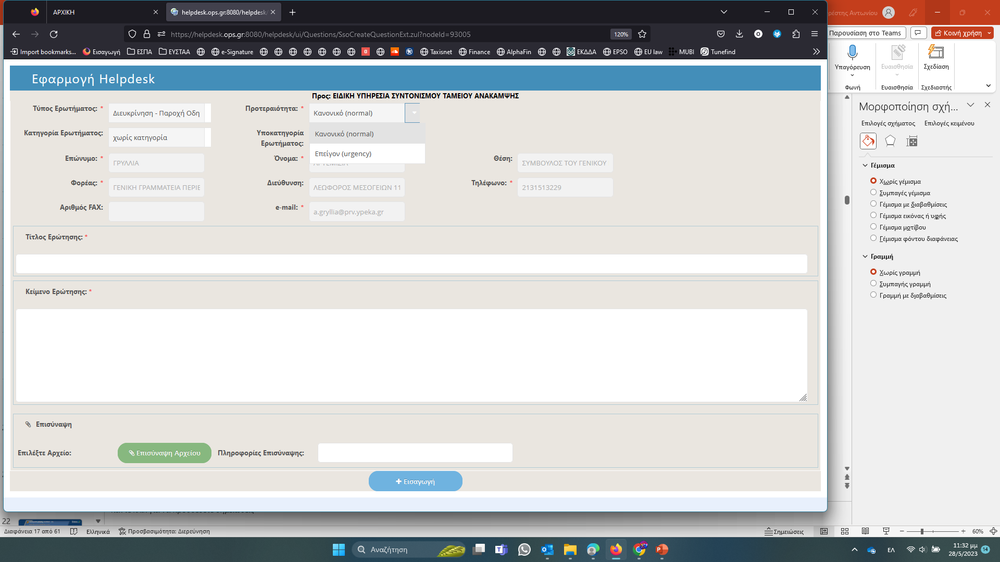 ΑΡΧΙΚΗ
helpdesk.ops.gr:8080/helpdesk/
https://helpdesk.ops.gr:8080/helpdesk/ui/Questions/SsoCreateQuestionExt.zul?nodeId=93005
120%
Import bookmarks...
Εισαγωγή
ΕΣΠΑ
ΕΥΣΤΑΑ
e-Signature
Taxisnet
Finance
AlphaFin
ΕΚΔΔΑ
EPSO
EU law
MUBI
Tunefind
Εφαρμογή Helpdesk
Προς: ΕΙΔΙΚΗ ΥΠΗΡΕΣΙΑ ΣΥΝΤΟΝΙΣΜΟΥ ΤΑΜΕΙΟΥ ΑΝΑΚΑΜΨΗΣ
Τύπος Ερωτήματος: * Διευκρίνηση - Παροχή Οδη
Προτεραιότητα: * Κανονικό (normal)
Κανονικό (normal)
Επείγον (urgency)
Κατηγορία Ερωτήματος: χωρίς κατηγορία
Υποκατηγορία
Ερωτήματος:
Επώνυμο: * ΓΡΥΛΛΙΑ
Όνομα: *
Θέση: ΣΥΜΒΟΥΛΟΣ ΤΟΥ ΓΕΝΙΚΟΥ
Φορέας: * ΓΕΝΙΚΗ ΓΡΑΜΜΑΤΕΙΑ ΠΕΡΙΕ
Διεύθυνση: ΛΕΩΦΟΡΟΣ ΜΕΣΟΓΕΙΩΝ 11
Τηλέφωνο: * 2131513229
Αριθμός FAX:
e-mail: * a.gryllia@prv.ypeka.gr
Τίτλος Ερώτησης: *
Κείμενο Ερώτησης: *
Επισύναψη
Επιλέξτε Αρχείο:
Επισύναψη Αρχείου
Πληροφορίες Επισύναψης:
Εισαγωγή
ρέστης Αντωνίου
Παρουσίαση στο Teams
Κοινή χρήση
Υπαγόρευση
Ευαισθησία
Σχεδίαση
Φωνή
Ευαισθησία
Σχεδιαστής
Μορφοποίηση σχή...
Επιλογές σχήματος
Επιλογές κειμένου
Γέμισμα
Χωρίς γέμισμα
Συμπαγές γέμισμα
Γέμισμα με διαβαθμίσεις
Γέμισμα εικόνας ή υφής
Γέμισμα μοτίβου
Γέμισμα φόντου διαφάνειας
Γραμμή
Χωρίς γραμμή
Συμπαγής γραμμή
Γραμμή με διαβαθμίσεις
22
Διαφάνεια 17 από 61
Ελληνικά
Προσβασιμότητα: Διερεύνηση
Σημειώσεις
60%
Αναζήτηση
ΕΛ
11:32 μμ
28/5/2023
14